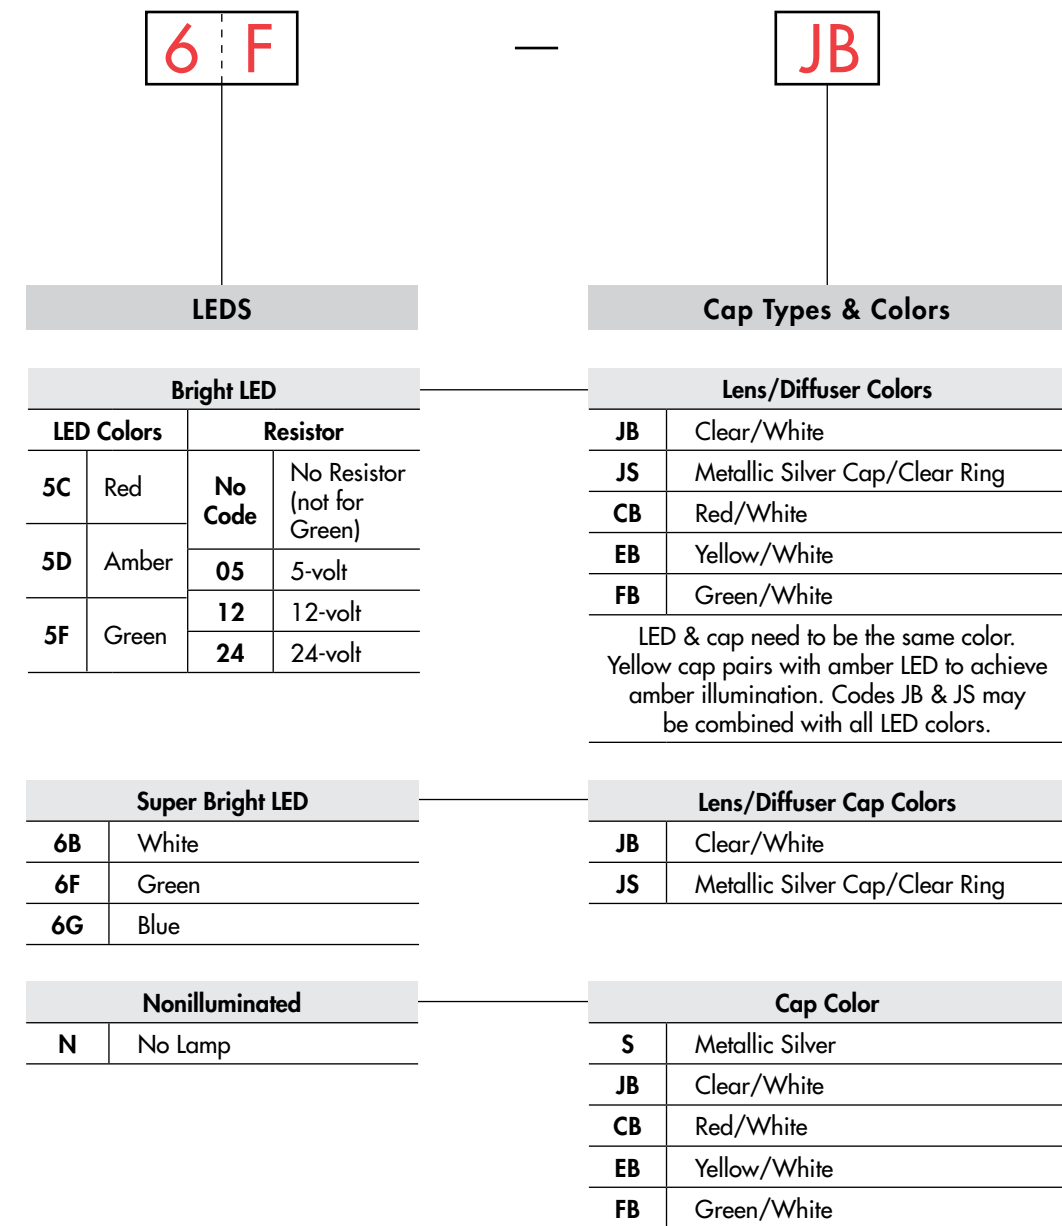 6 F — JB
LEDS
Cap Types & Colors
Bright LED
LED Colors Resistor
5C Red
5D Amber
5F Green
No Code No Resistor
(not for
Green)
05 5-volt
12 12-volt
24 24-volt
Lens/Diffuser Colors
JB Clear/White
JS Metallic Silver Cap/Clear Ring
CB Red/White
EB Yellow/White
FB Green/White
LED & cap need to be the same color.
Yellow cap pairs with amber LED to achieve
amber illumination. Codes JB & JS may
be combined with all LED colors.
Super Bright LED
6B White
6F Green
6G Blue
Lens/Diffuser Cap Colors
JB Clear/White
JS Metallic Silver Cap/Clear Ring
Nonilluminated
N No Lamp
Cap Color
S Metallic Silver
JB Clear/White
CB Red/White
EB Yellow/White
FB Green/White